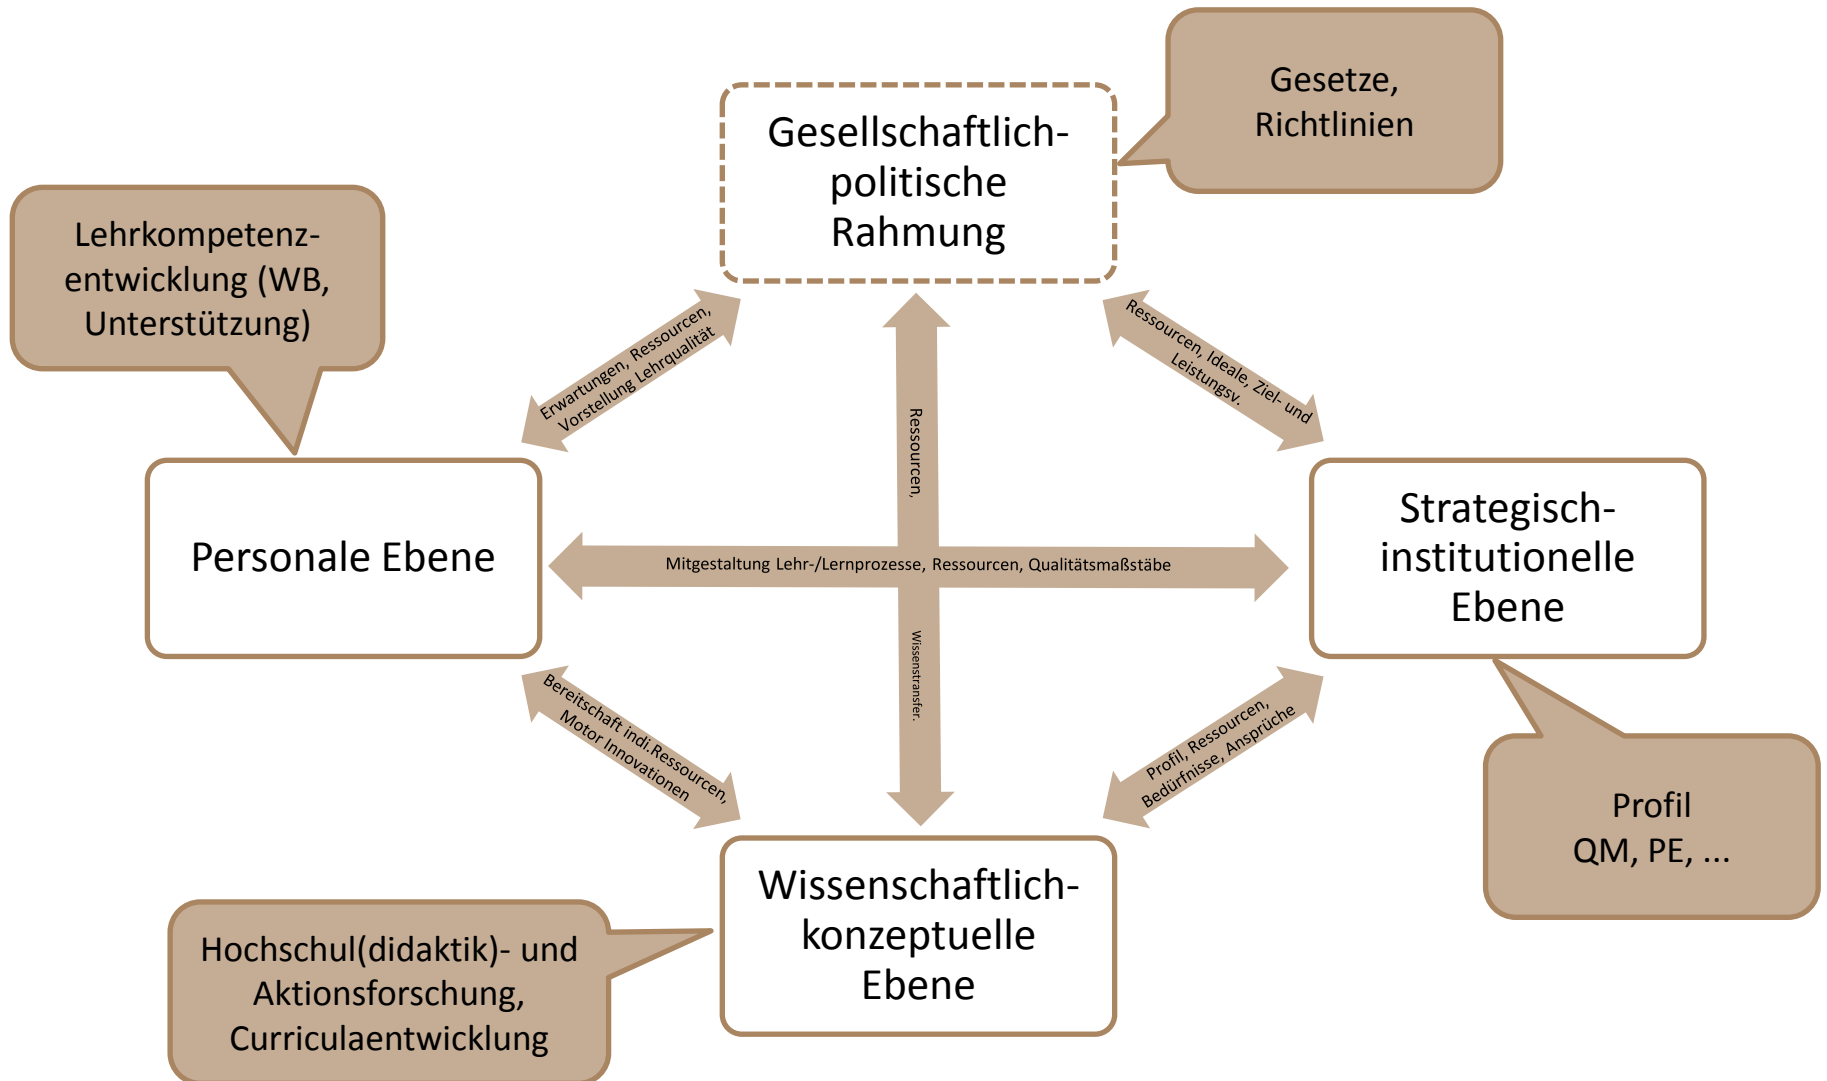 Gesetze,
Richtlinien
Gesellschaftlich-
politische
Rahmung
Lehrkompetenz-
entwicklung (WB,
Unterstützung)
Erwartungen, Ressourcen,
Vorstellung Lehrqualität
Ressourcen, Ideale, Ziel- und
Leistungsv.
Ressourcen,
Personale Ebene
Mitgestaltung Lehr-/Lernprozesse, Ressourcen, Qualitätsmaßstäbe
Strategisch-
institutionelle
Ebene
Wissenstransfer.
Bereitschaft indi.Ressourcen,
Motor Innovationen
Profil, Ressourcen,
Bedürfnisse, Ansprüche
Profil
QM, PE, ...
Wissenschaftlich-
konzeptuelle
Ebene
Hochschul(didaktik)- und
Aktionsforschung,
Curriculaentwicklung